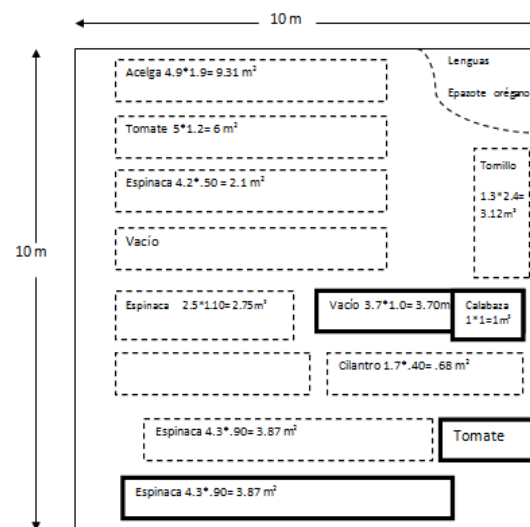 10 m
Lenguas
Acelga 4.9*1.9= 9.31 m²
Epazote orégano
Tomate 5*1.2= 6 m²
Tomillo
1.3*2.4=
3.12m²
Espinaca 4.2*.50 = 2.1 m²
Vacío
10 m
Espinaca 2.5*1.10= 2.75m²
Vacío 3.7*1.0= 3.70m
Calabaza
1*1=1m²
Cilantro 1.7*.40= .68 m²
Espinaca 4.3*.90= 3.87 m²
Tomate
Espinaca 4.3*.90= 3.87 m²